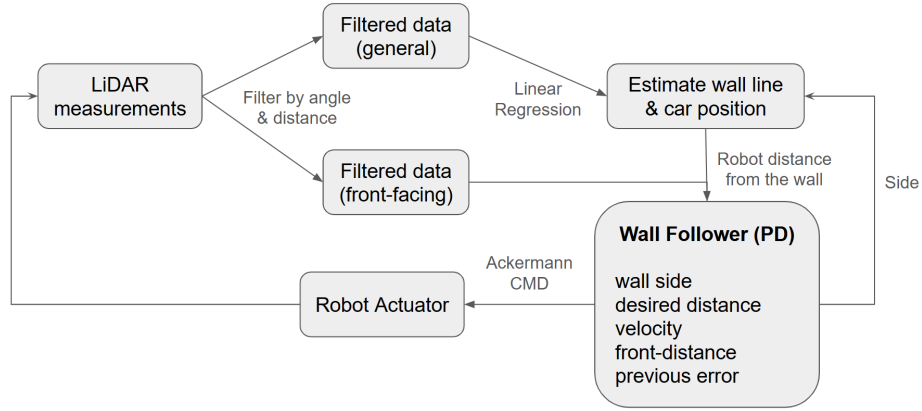 Filtered data
(general)
LiDAR
measurements
Filter by angle
& distance
Linear
Regression
Estimate wall line
& car position
Filtered data
(front-facing)
Robot distance
from the wall
Side
Wall Follower (PD)
wall side
desired distance
velocity
front-distance
previous error
Ackermann
CMD
Robot Actuator